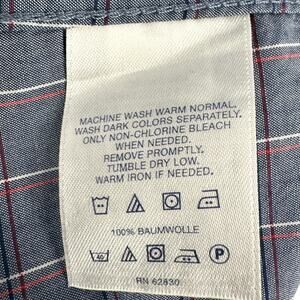 MACHINE WASH WARM NORMAL.
WASH DARK COLORS SEPARATELY.
ONLY NON-CHLORINE BLEACH
WHEN NEEDED.
REMOVE PROMPTLY.
TUMBLE DRY LOW.
WARM IRON IF NEEDED.
100% BAUMWOLLE
40 P
RN 62830